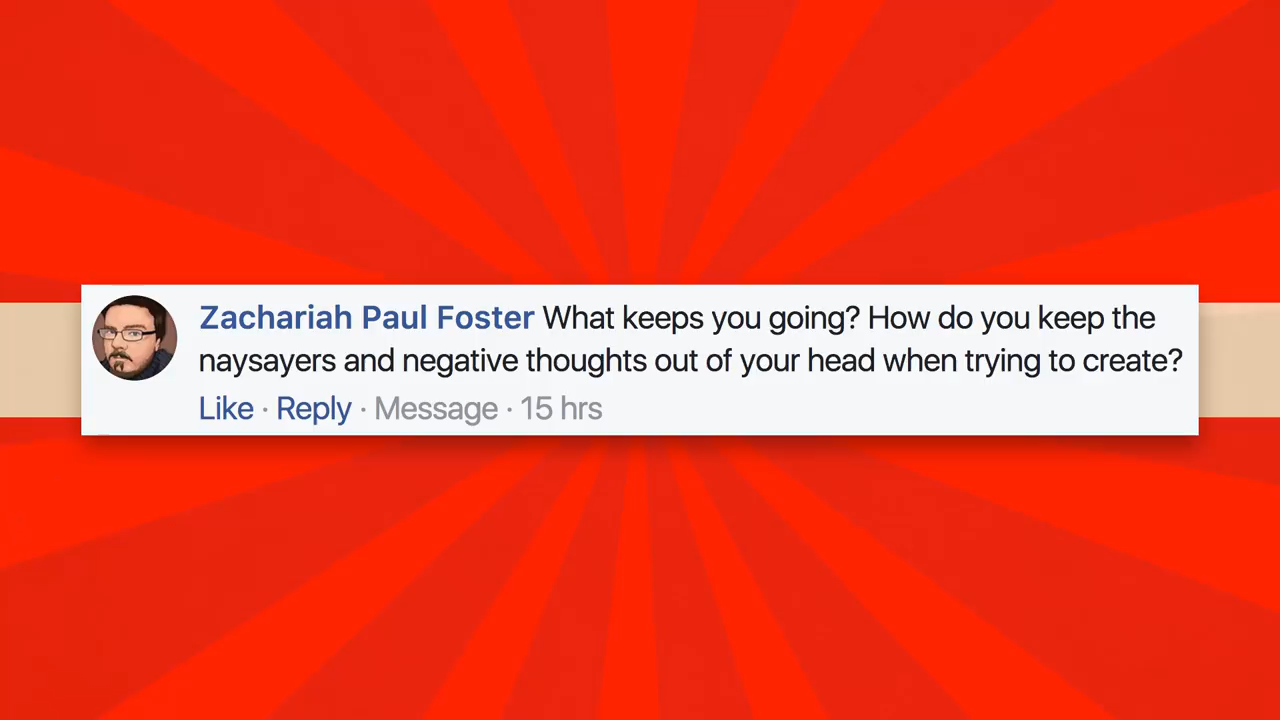 Zachariah Paul Foster What keeps you going? How do you keep the
naysayers and negative thoughts out of your head when trying to create?
Like · Reply · Message · 15 hrs